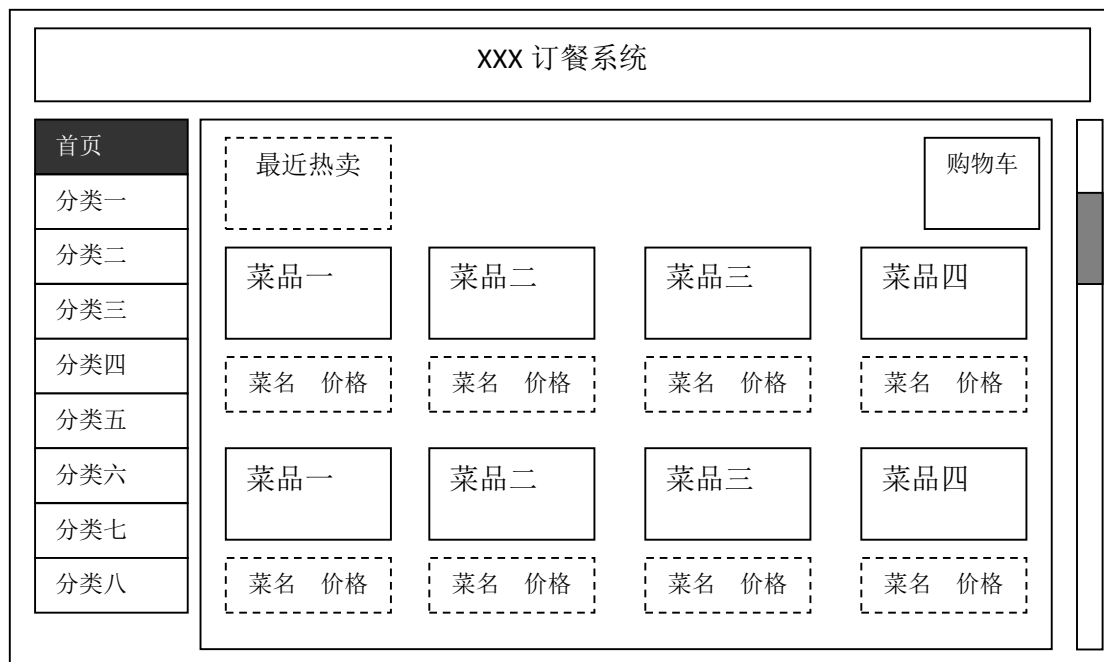 XXX 订餐系统
首页
分类一
分类二
分类三
分类四
分类五
分类六
分类七
分类八
最近热卖
购物车
菜品一 菜品二 菜品三 菜品四
菜名 价格 菜名 价格 菜名 价格 菜名 价格
菜品一 菜品二 菜品三 菜品四
菜名 价格 菜名 价格 菜名 价格 菜名 价格